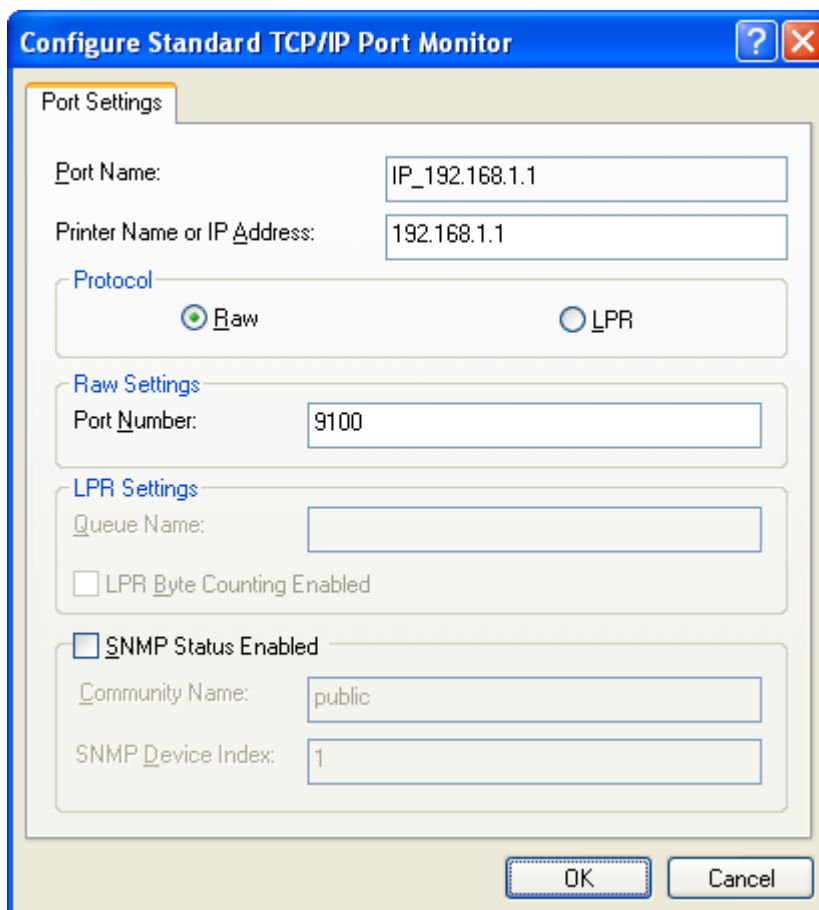 Configure Standard TCP/IP Port Monitor
Port Settings
Port Name: IP_192.168.1.1
Printer Name or IP Address: 192.168.1.1
Protocol
Raw LPR
Raw Settings
Port Number: 9100
LPR Settings
Queue Name:
LPR Byte Counting Enabled
SNMP Status Enabled
Community Name: public
SNMP Device Index: 1
OK Cancel